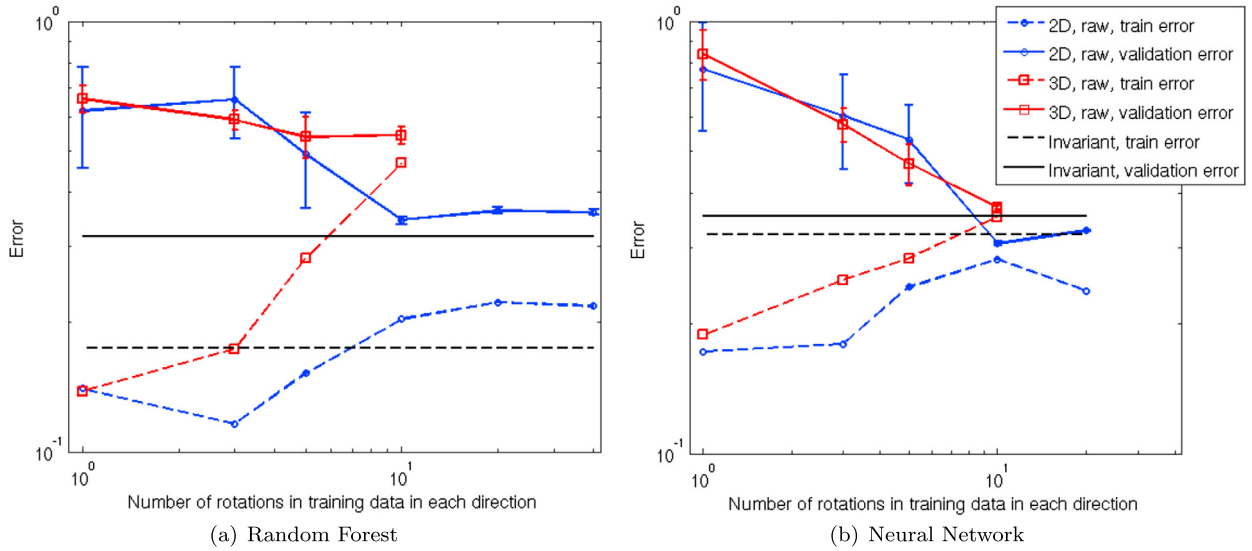 10^0
10^-1
Error
10^0
10^1
Number of rotations in training data in each direction
(a) Random Forest
10^0
10^-1
Error
10^0
10^1
Number of rotations in training data in each direction
(b) Neural Network
2D, raw, train error
2D, raw, validation error
3D, raw, train error
3D, raw, validation error
Invariant, train error
Invariant, validation error